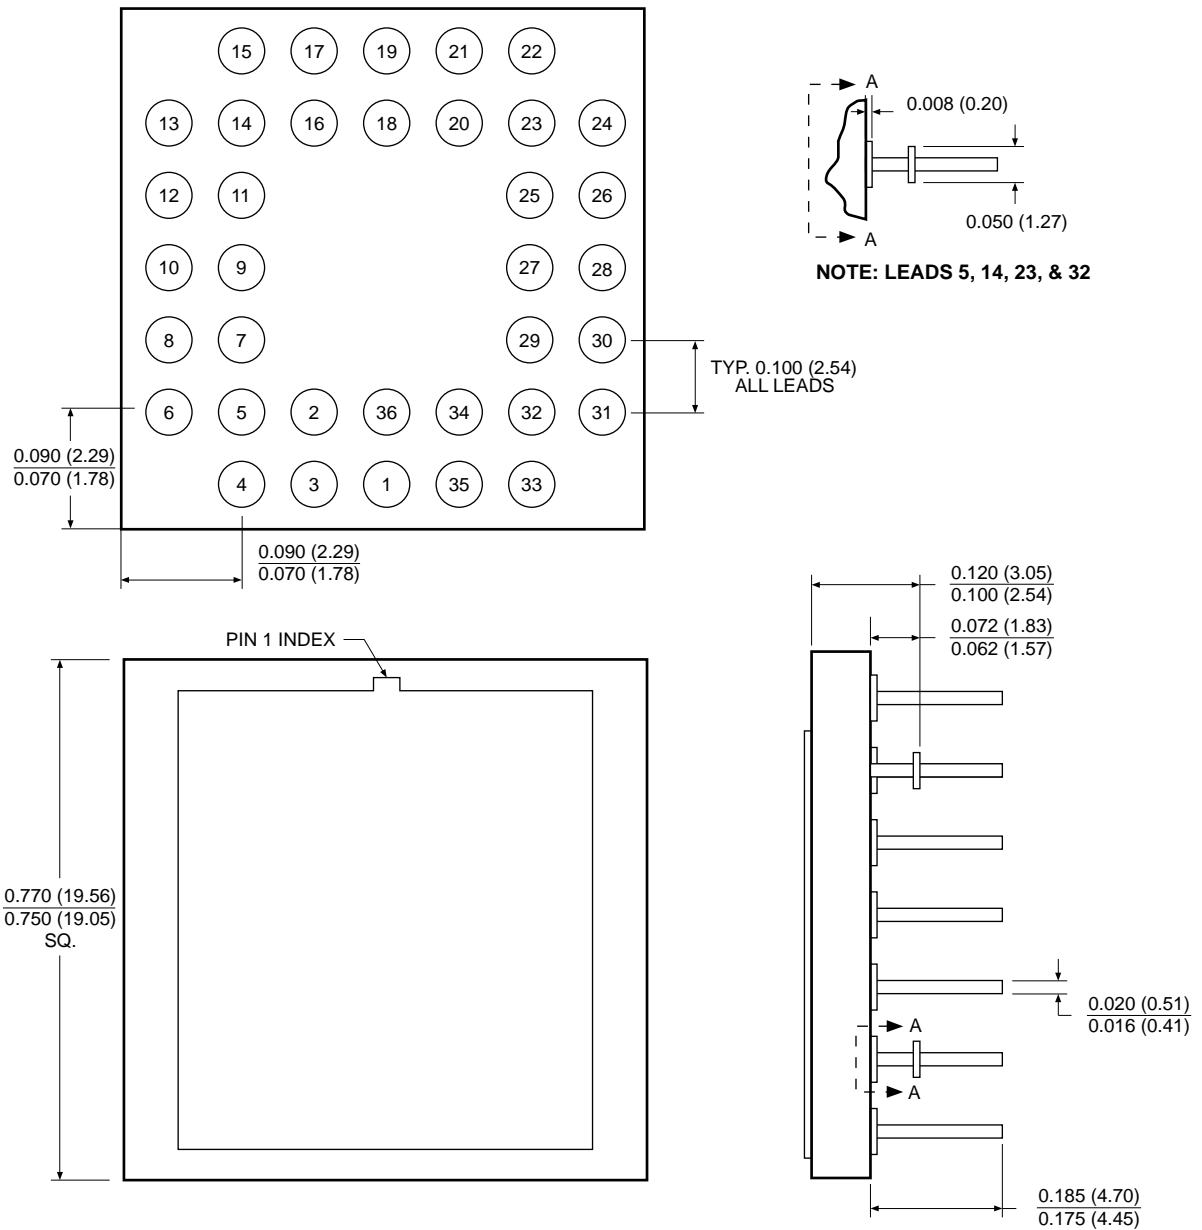 15 17 19 21 22
13 14 16 18 20 23 24
12 11 25 26
10 9 27 28
8 7 29 30
6 5 2 36 34 32 31
4 3 1 35 33
0.090 (2.29)
0.070 (1.78)
0.090 (2.29)
0.070 (1.78)
TYP. 0.100 (2.54)
ALL LEADS
A
0.008 (0.20)
0.050 (1.27)
A
NOTE: LEADS 5, 14, 23, & 32
PIN 1 INDEX
0.770 (19.56)
0.750 (19.05)
SQ.
0.120 (3.05)
0.100 (2.54)
0.072 (1.83)
0.062 (1.57)
0.020 (0.51)
0.016 (0.41)
A
A
0.185 (4.70)
0.175 (4.45)